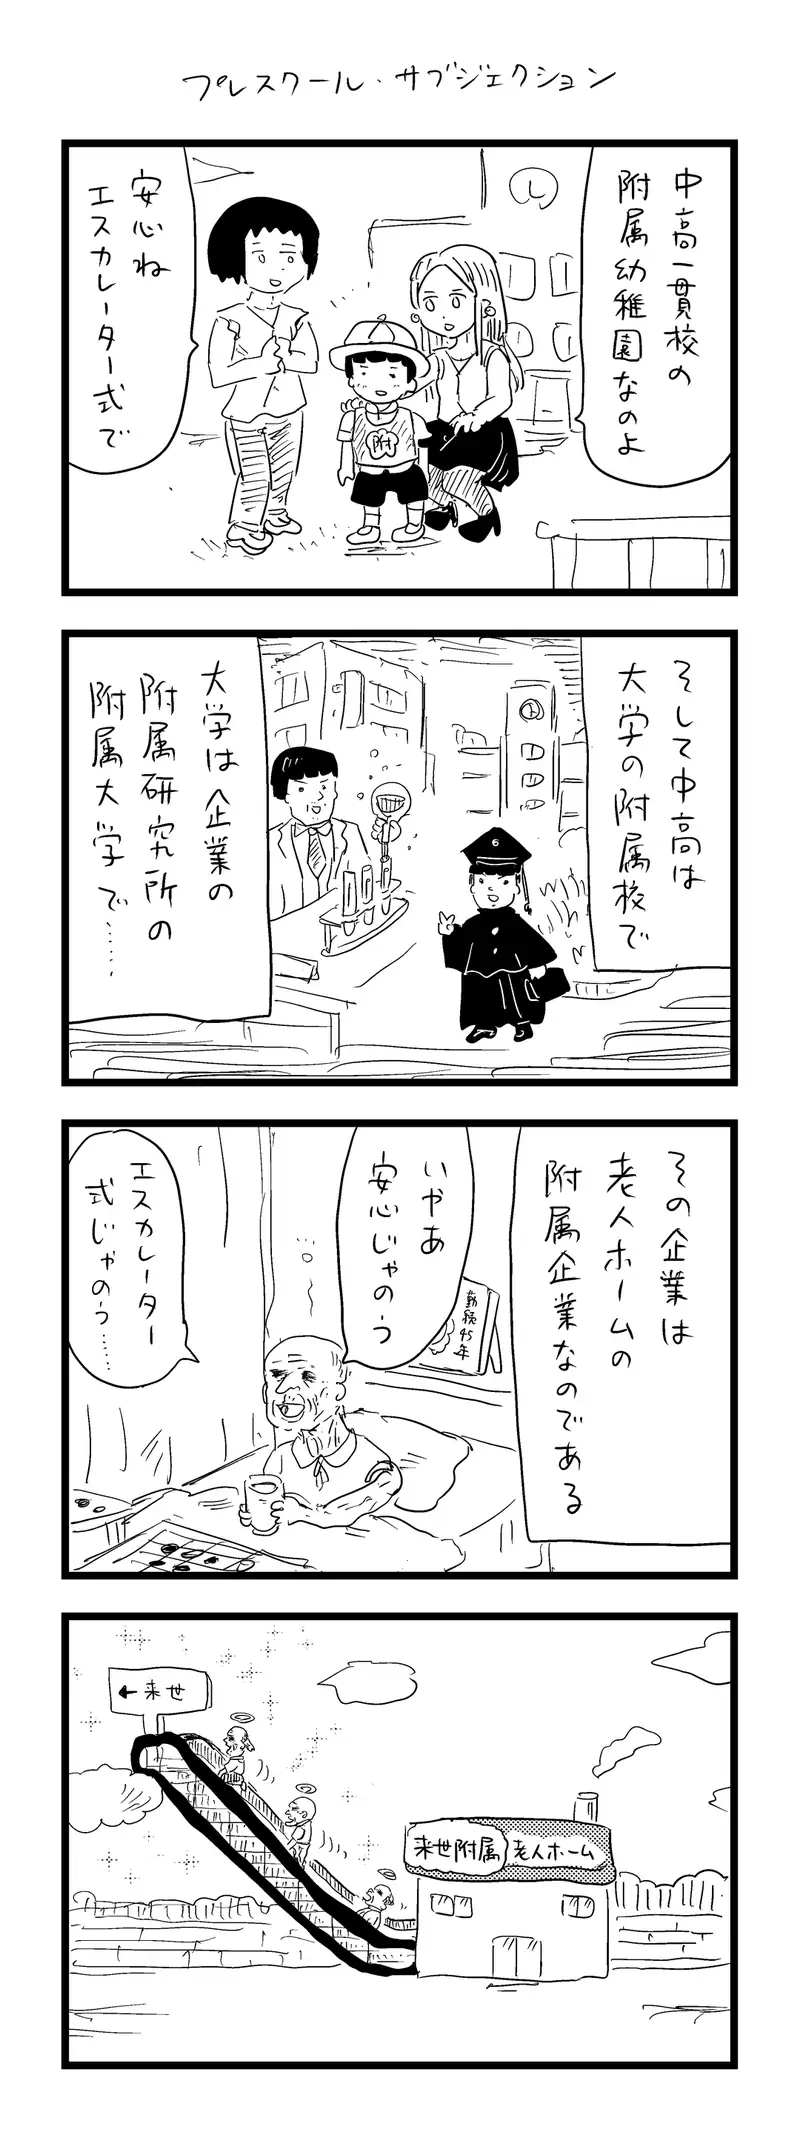 プレスクール・サブジェクション
中高一貫校の
附属幼稚園なのよ
安心ね
エスカレーター式で
附
そして中高は
大学の附属校で
大学は企業の
附属研究所の
附属大学で……
6
その企業は
老人ホームの
附属企業なのである
いやあ
安心じゃのう
勤続45年
エスカレーター
式じゃのう……
←来世
来世附属老人ホーム